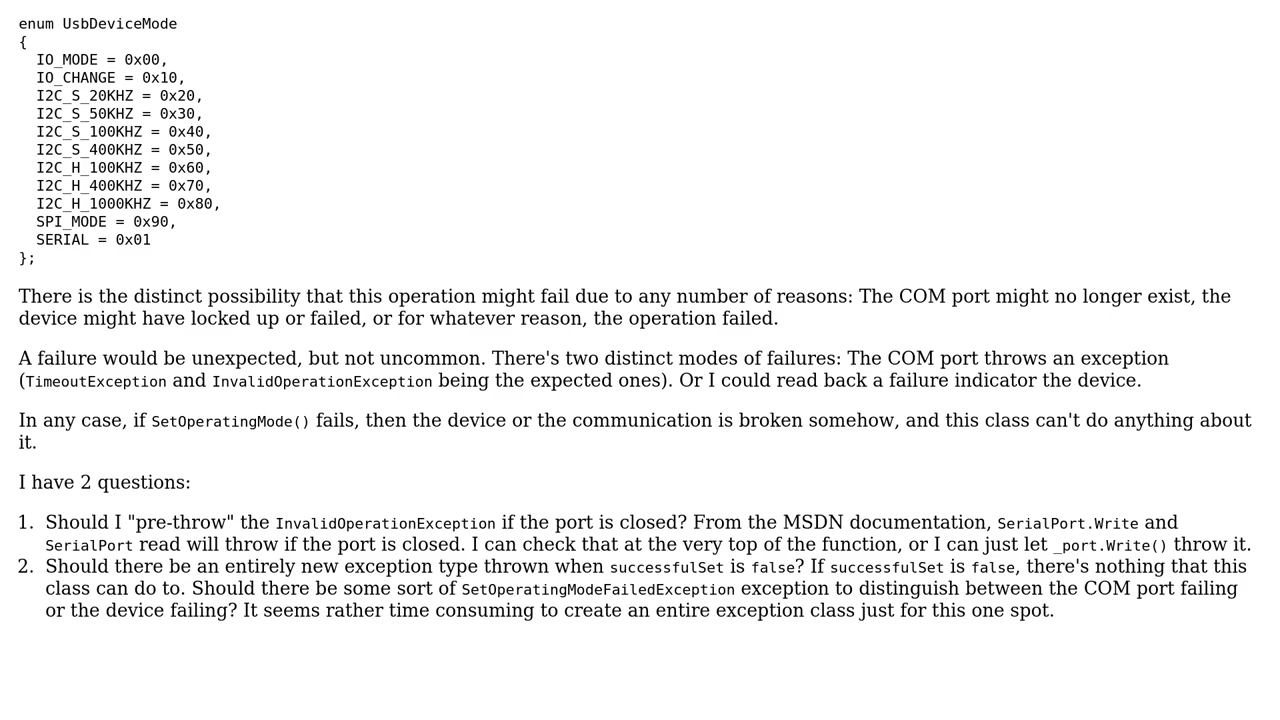 enum UsbDeviceMode
{
  IO_MODE = 0x00,
  IO_CHANGE = 0x10,
  I2C_S_20KHZ = 0x20,
  I2C_S_50KHZ = 0x30,
  I2C_S_100KHZ = 0x40,
  I2C_S_400KHZ = 0x50,
  I2C_H_100KHZ = 0x60,
  I2C_H_400KHZ = 0x70,
  I2C_H_1000KHZ = 0x80,
  SPI_MODE = 0x90,
  SERIAL = 0x01
};
There is the distinct possibility that this operation might fail due to any number of reasons: The COM port might no longer exist, the
device might have locked up or failed, or for whatever reason, the operation failed.
A failure would be unexpected, but not uncommon. There's two distinct modes of failures: The COM port throws an exception
(TimeoutException and InvalidOperationException being the expected ones). Or I could read back a failure indicator the device.
In any case, if SetOperatingMode() fails, then the device or the communication is broken somehow, and this class can't do anything about
it.
I have 2 questions:
1. Should I "pre-throw" the InvalidOperationException if the port is closed? From the MSDN documentation, SerialPort.Write and
SerialPort read will throw if the port is closed. I can check that at the very top of the function, or I can just let _port.Write() throw it.
2. Should there be an entirely new exception type thrown when successfulSet is false? If successfulSet is false, there's nothing that this
class can do to. Should there be some sort of SetOperatingModeFailedException exception to distinguish between the COM port failing
or the device failing? It seems rather time consuming to create an entire exception class just for this one spot.